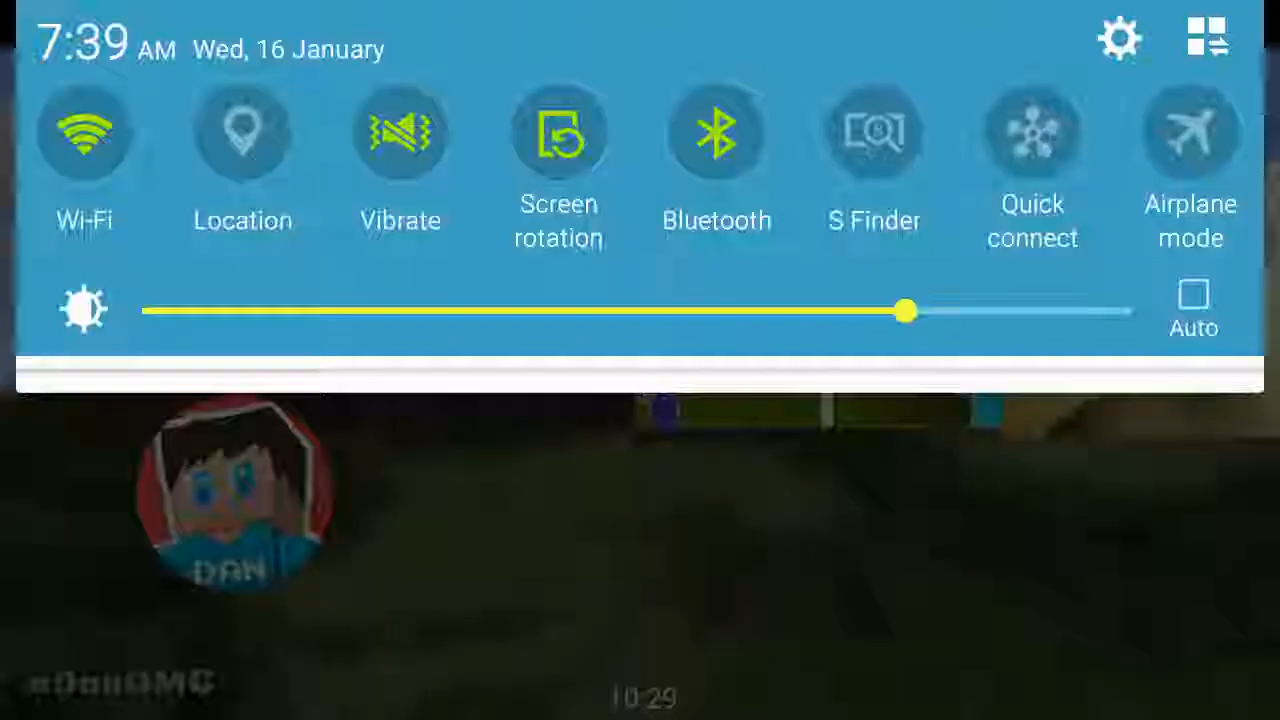 7:39 AM Wed, 16 January
Wi-Fi
Location
Vibrate
Screen
rotation
Bluetooth
S Finder
Quick
connect
Airplane
mode
Auto
DAN
10:29